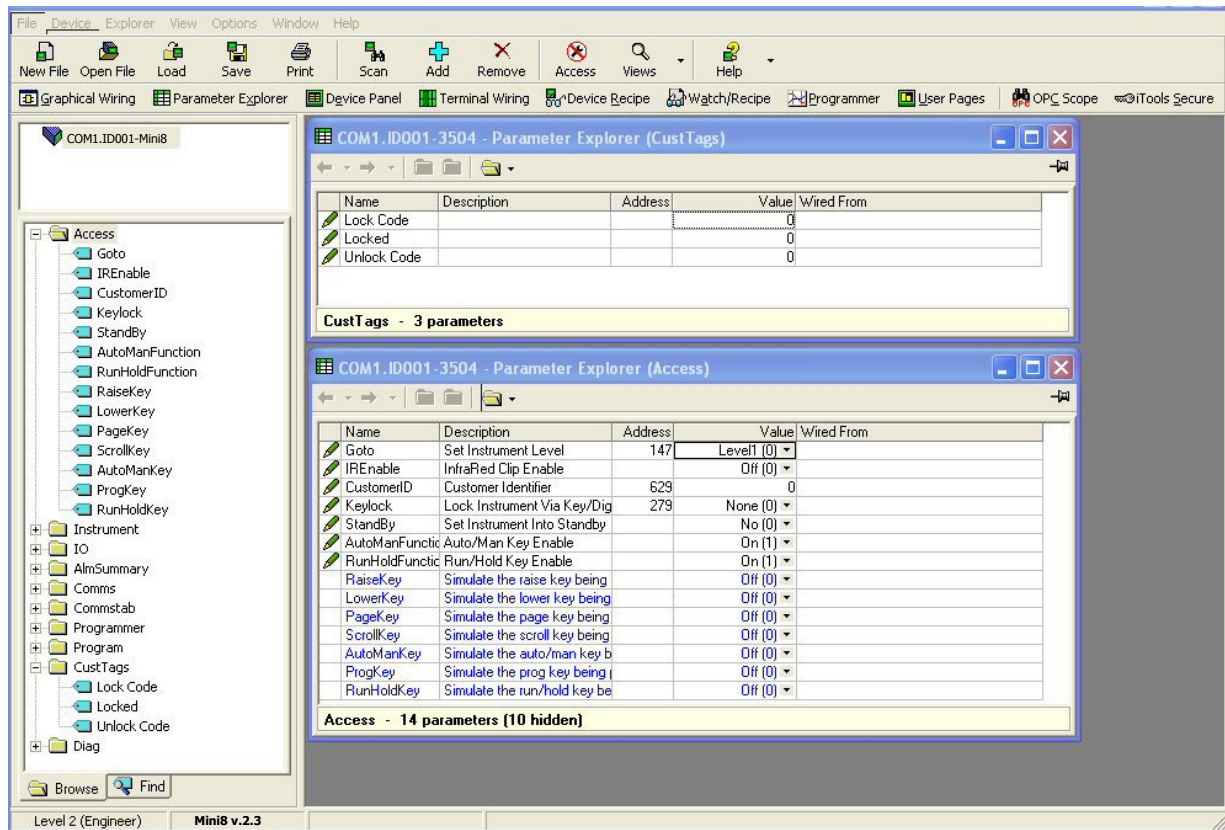 File Device Explorer View Options Window Help
New File Open File Load Save Print Scan Add Remove Access Views Help
Graphical Wiring Parameter Explorer Device Panel Terminal Wiring Device Recipe Watch/Recipe Programmer User Pages OPC Scope iTools Secure
COM1.ID001-Mini8
Access
Goto
IREnable
CustomerID
Keylock
StandBy
AutoManFunction
RunHoldFunction
RaiseKey
LowerKey
PageKey
ScrollKey
AutoManKey
ProgKey
RunHoldKey
Instrument
IO
AlmSummary
Comms
Commstab
Programmer
Program
CustTags
Lock Code
Locked
Unlock Code
Diag
Browse Find
COM1.ID001-3504 - Parameter Explorer (CustTags)
Name Description Address Value Wired From
Lock Code 0
Locked 0
Unlock Code 0
CustTags - 3 parameters
COM1.ID001-3504 - Parameter Explorer (Access)
Name Description Address Value Wired From
Goto Set Instrument Level 147 Level1 (0)
IREnable InfraRed Clip Enable Off (0)
CustomerID Customer Identifier 629 0
Keylock Lock Instrument Via Key/Dig 279 None (0)
StandBy Set Instrument Into Standby No (0)
AutoManFunctic Auto/Man Key Enable On (1)
RunHoldFunctic Run/Hold Key Enable On (1)
RaiseKey Simulate the raise key being Off (0)
LowerKey Simulate the lower key being Off (0)
PageKey Simulate the page key being Off (0)
ScrollKey Simulate the scroll key being Off (0)
AutoManKey Simulate the auto/man key b Off (0)
ProgKey Simulate the prog key being Off (0)
RunHoldKey Simulate the run/hold key be Off (0)
Access - 14 parameters (10 hidden)
Level 2 (Engineer) Mini8 v.2.3